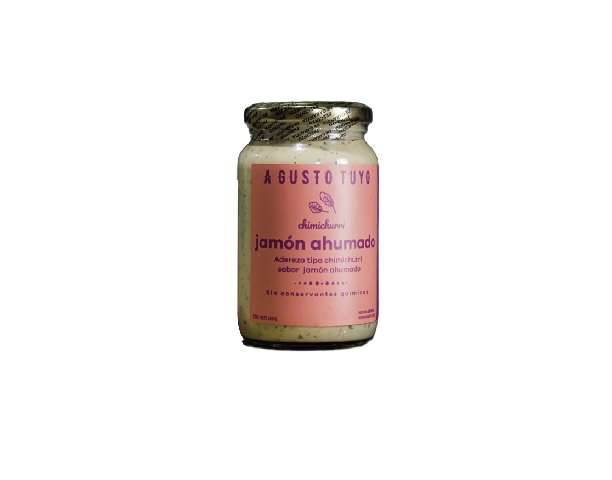 A GUSTO TUYO
chimichurri
jamón ahumado
Aderezo tipo chimichurri
sabor jamón ahumado
Sin conservantes químicos